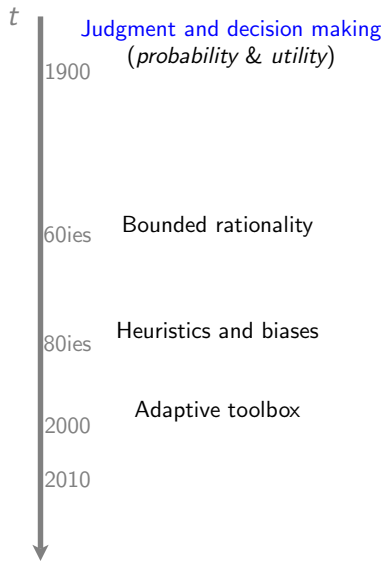 t
Judgment and decision making
(probability & utility)
1900
Bounded rationality
60ies
Heuristics and biases
80ies
Adaptive toolbox
2000
2010